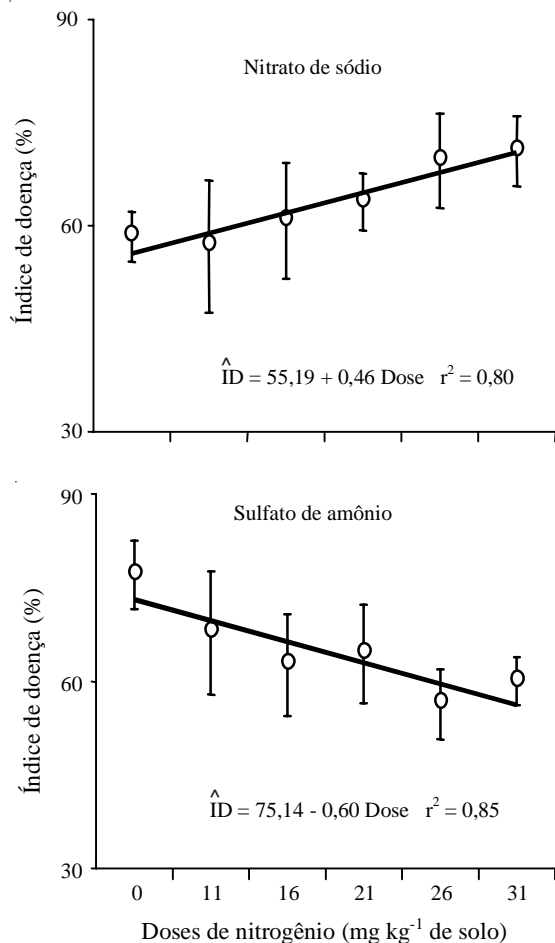 90
Nitrato de sódio
Índice de doença (%)
60
ÎD = 55,19 + 0,46 Dose r² = 0,80
30
90
Sulfato de amônio
Índice de doença (%)
60
ÎD = 75,14 - 0,60 Dose r² = 0,85
30
0 11 16 21 26 31
Doses de nitrogênio (mg kg⁻¹ de solo)